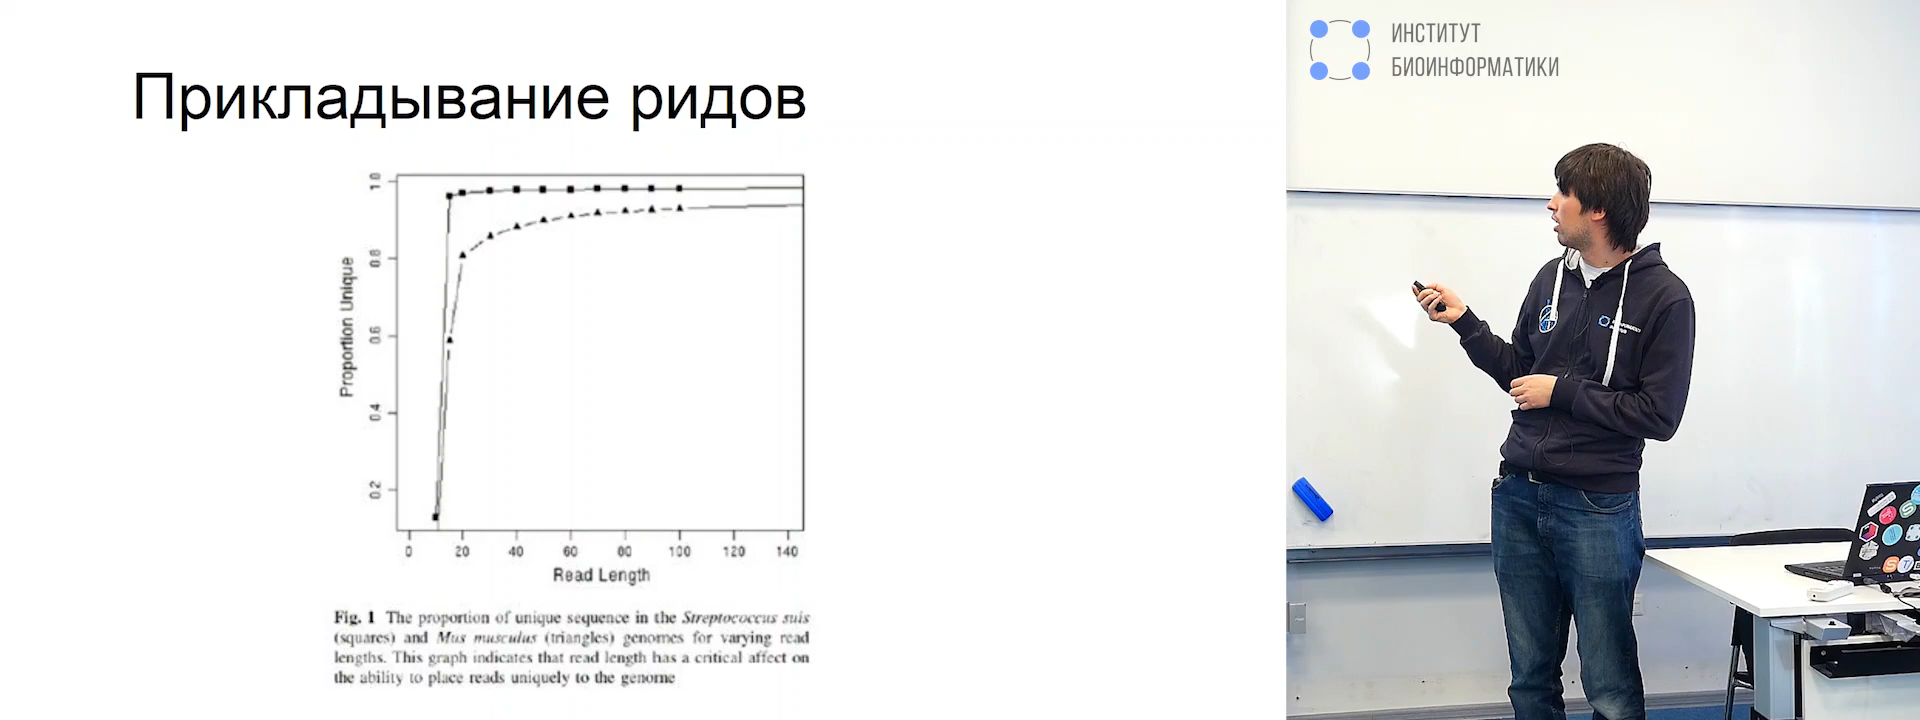 Прикладывание ридов
1.0
0.8
0.6
0.4
0.2
Proportion Unique
0 20 40 60 80 100 120 140
Read Length
Fig. 1 The proportion of unique sequence in the Streptococcus suis
(squares) and Mus musculus (triangles) genomes for varying read
lengths. This graph indicates that read length has a critical affect on
the ability to place reads uniquely to the genome
ИНСТИТУТ
БИОИНФОРМАТИКИ